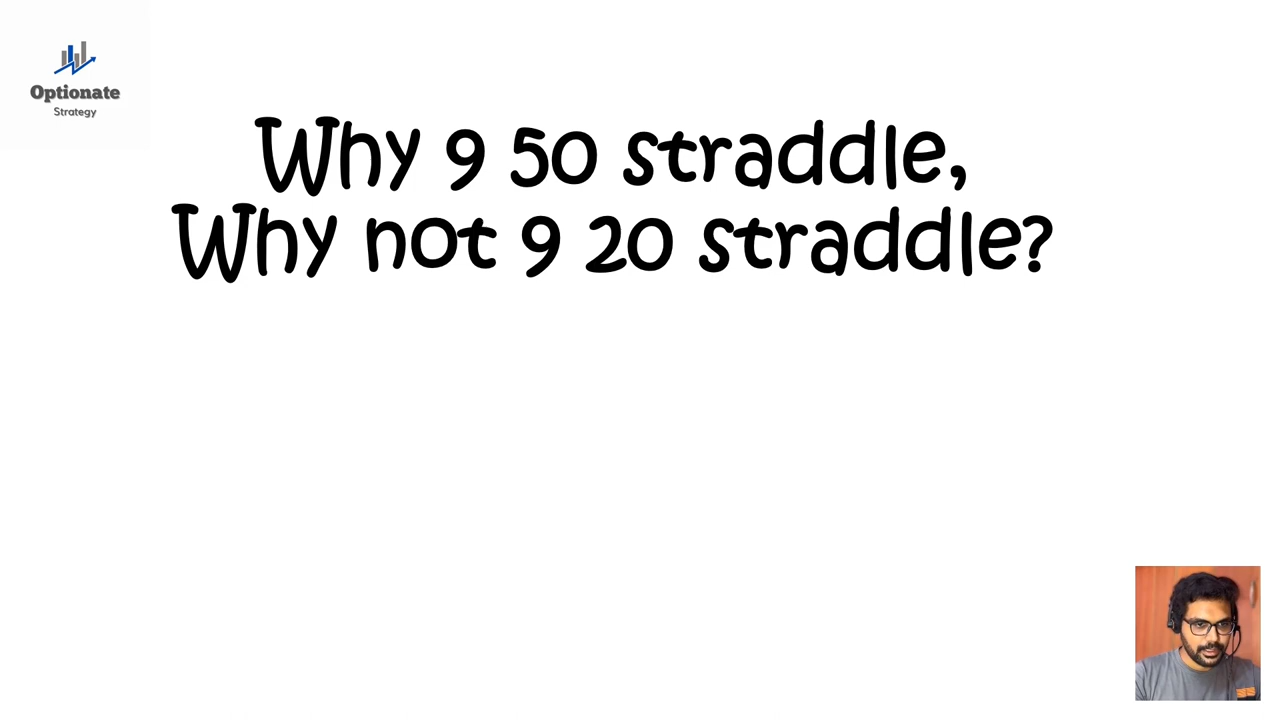 Optionate
Strategy
Why 9 50 straddle,
Why not 9 20 straddle?